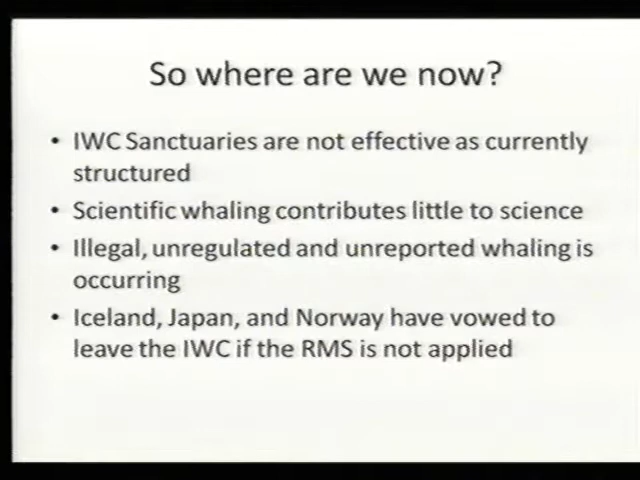 So where are we now?
• IWC Sanctuaries are not effective as currently
structured
• Scientific whaling contributes little to science
• Illegal, unregulated and unreported whaling is
occurring
• Iceland, Japan, and Norway have vowed to
leave the IWC if the RMS is not applied